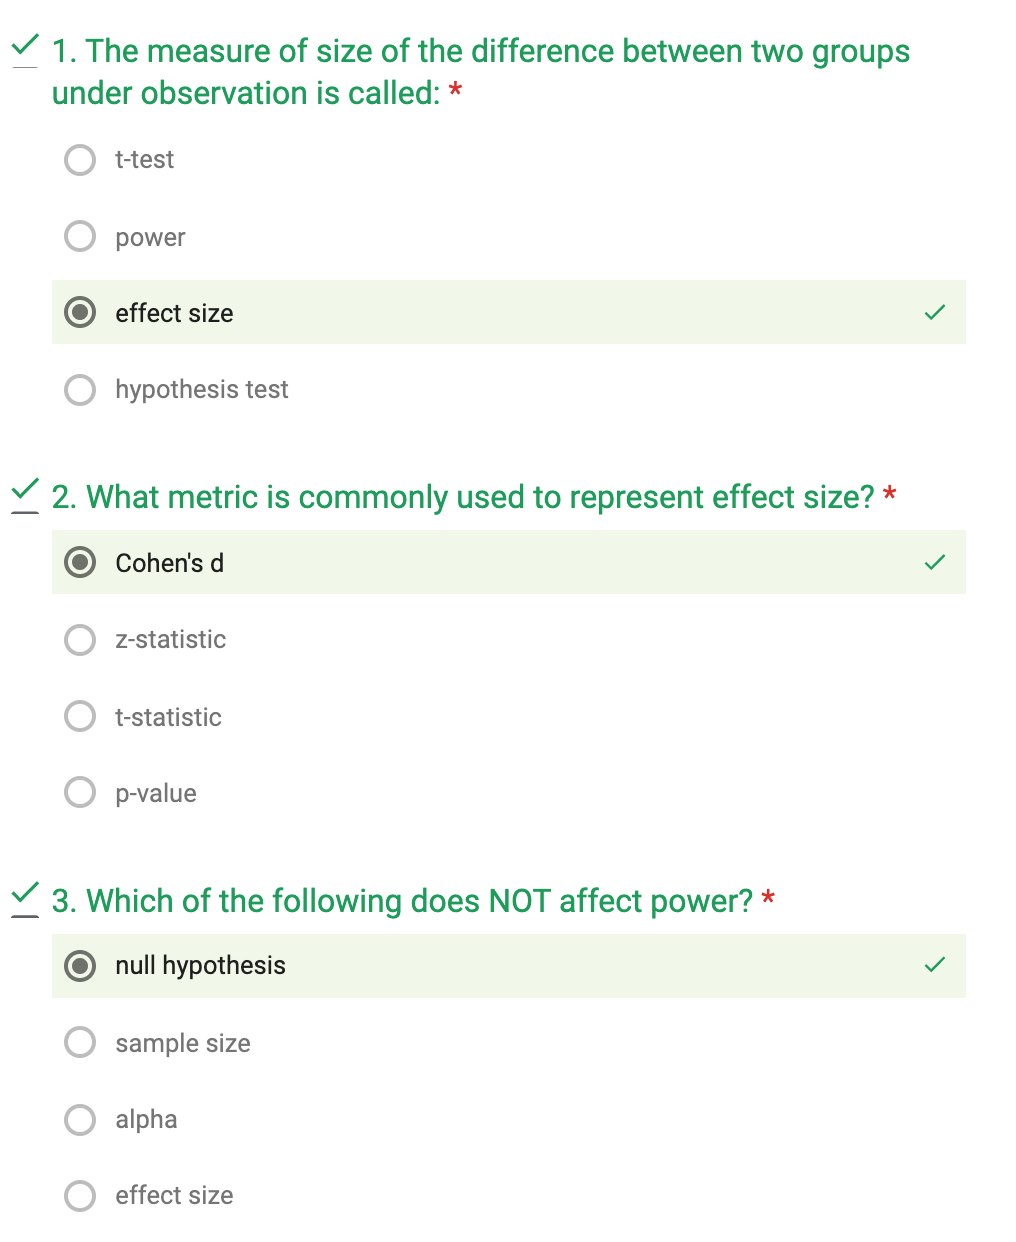 1. The measure of size of the difference between two groups
under observation is called: *
t-test
power
effect size
hypothesis test
2. What metric is commonly used to represent effect size? *
Cohen's d
z-statistic
t-statistic
p-value
3. Which of the following does NOT affect power? *
null hypothesis
sample size
alpha
effect size